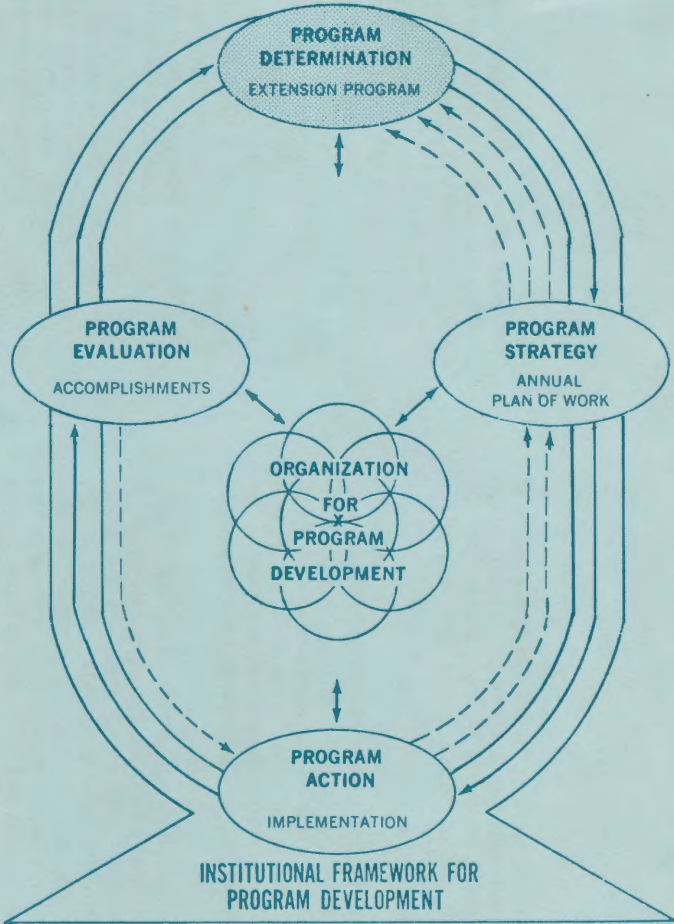 PROGRAM
DETERMINATION
EXTENSION PROGRAM
PROGRAM
EVALUATION
ACCOMPLISHMENTS
PROGRAM
STRATEGY
ANNUAL
PLAN OF WORK
ORGANIZATION
FOR
PROGRAM
DEVELOPMENT
PROGRAM
ACTION
IMPLEMENTATION
INSTITUTIONAL FRAMEWORK FOR
PROGRAM DEVELOPMENT